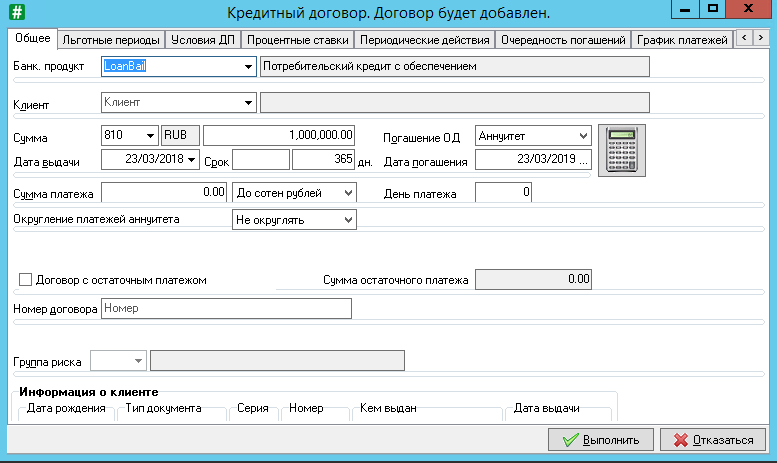 # Кредитный договор. Договор будет добавлен.
Общее Льготные периоды Условия ДП Процентные ставки Периодические действия Очередность погашений График платежей < >
Банк. продукт LoanBail Потребительский кредит с обеспечением
Клиент Клиент
Сумма 810 RUB 1,000,000.00 Погашение ОД Аннуитет
Дата выдачи 23/03/2018 Срок 365 дн. Дата погашения 23/03/2019 ...
Сумма платежа 0.00 До сотен рублей День платежа 0
Округление платежей аннуитета Не округлять
Договор с остаточным платежом Сумма остаточного платежа 0.00
Номер договора Номер
Группа риска
Информация о клиенте
Дата рождения Тип документа Серия Номер Кем выдан Дата выдачи
Выполнить Отказаться